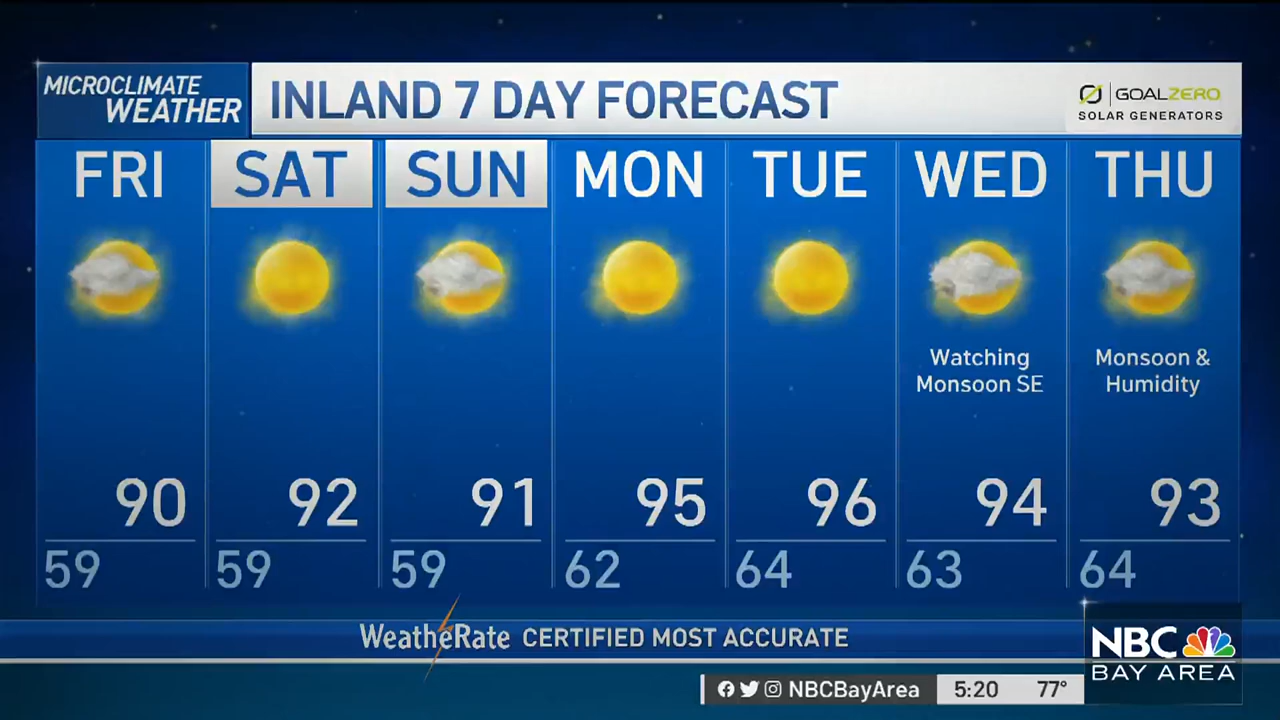 MICROCLIMATE
WEATHER
INLAND 7 DAY FORECAST
GOALZERO
SOLAR GENERATORS
FRI SAT SUN MON TUE WED THU
Watching
Monsoon SE
Monsoon &
Humidity
90 92 91 95 96 94 93
59 59 59 62 64 63 64
WeatheRate CERTIFIED MOST ACCURATE
NBC
BAY AREA
NBCBayArea 5:20 77°